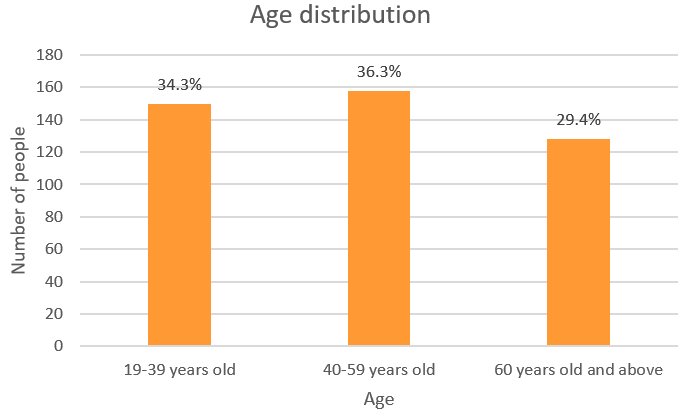 Age distribution
180
160
140
120
100
80
60
40
20
0
Number of people
34.3%
36.3%
29.4%
19-39 years old
40-59 years old
60 years old and above
Age